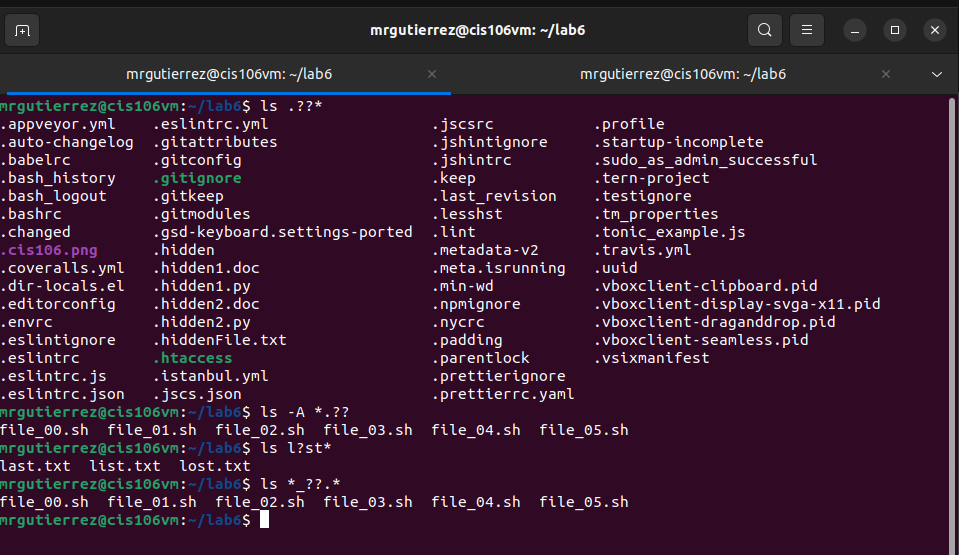 mrgutierrez@cis106vm: ~/lab6
mrgutierrez@cis106vm: ~/lab6 mrgutierrez@cis106vm: ~/lab6
mrgutierrez@cis106vm:~/lab6$ ls .??*
.appveyor.yml .eslintrc.yml .jscsrc .profile
.auto-changelog .gitattributes .jshintignore .startup-incomplete
.babelrc .gitconfig .jshintrc .sudo_as_admin_successful
.bash_history .gitignore .keep .tern-project
.bash_logout .gitkeep .last_revision .testignore
.bashrc .gitmodules .lesshst .tm_properties
.changed .gsd-keyboard.settings-ported .lint .tonic_example.js
.cis106.png .hidden .metadata-v2 .travis.yml
.coveralls.yml .hidden1.doc .meta.isrunning .uuid
.dir-locals.el .hidden1.py .min-wd .vboxclient-clipboard.pid
.editorconfig .hidden2.doc .npmignore .vboxclient-display-svga-x11.pid
.envrc .hidden2.py .nycrc .vboxclient-draganddrop.pid
.eslintignore .hiddenFile.txt .padding .vboxclient-seamless.pid
.eslintrc .htaccess .parentlock .vsixmanifest
.eslintrc.js .istanbul.yml .prettierignore
.eslintrc.json .jscs.json .prettierrc.yaml
mrgutierrez@cis106vm:~/lab6$ ls -A *.??
file_00.sh file_01.sh file_02.sh file_03.sh file_04.sh file_05.sh
mrgutierrez@cis106vm:~/lab6$ ls l?st*
last.txt list.txt lost.txt
mrgutierrez@cis106vm:~/lab6$ ls *_??.*
file_00.sh file_01.sh file_02.sh file_03.sh file_04.sh file_05.sh
mrgutierrez@cis106vm:~/lab6$